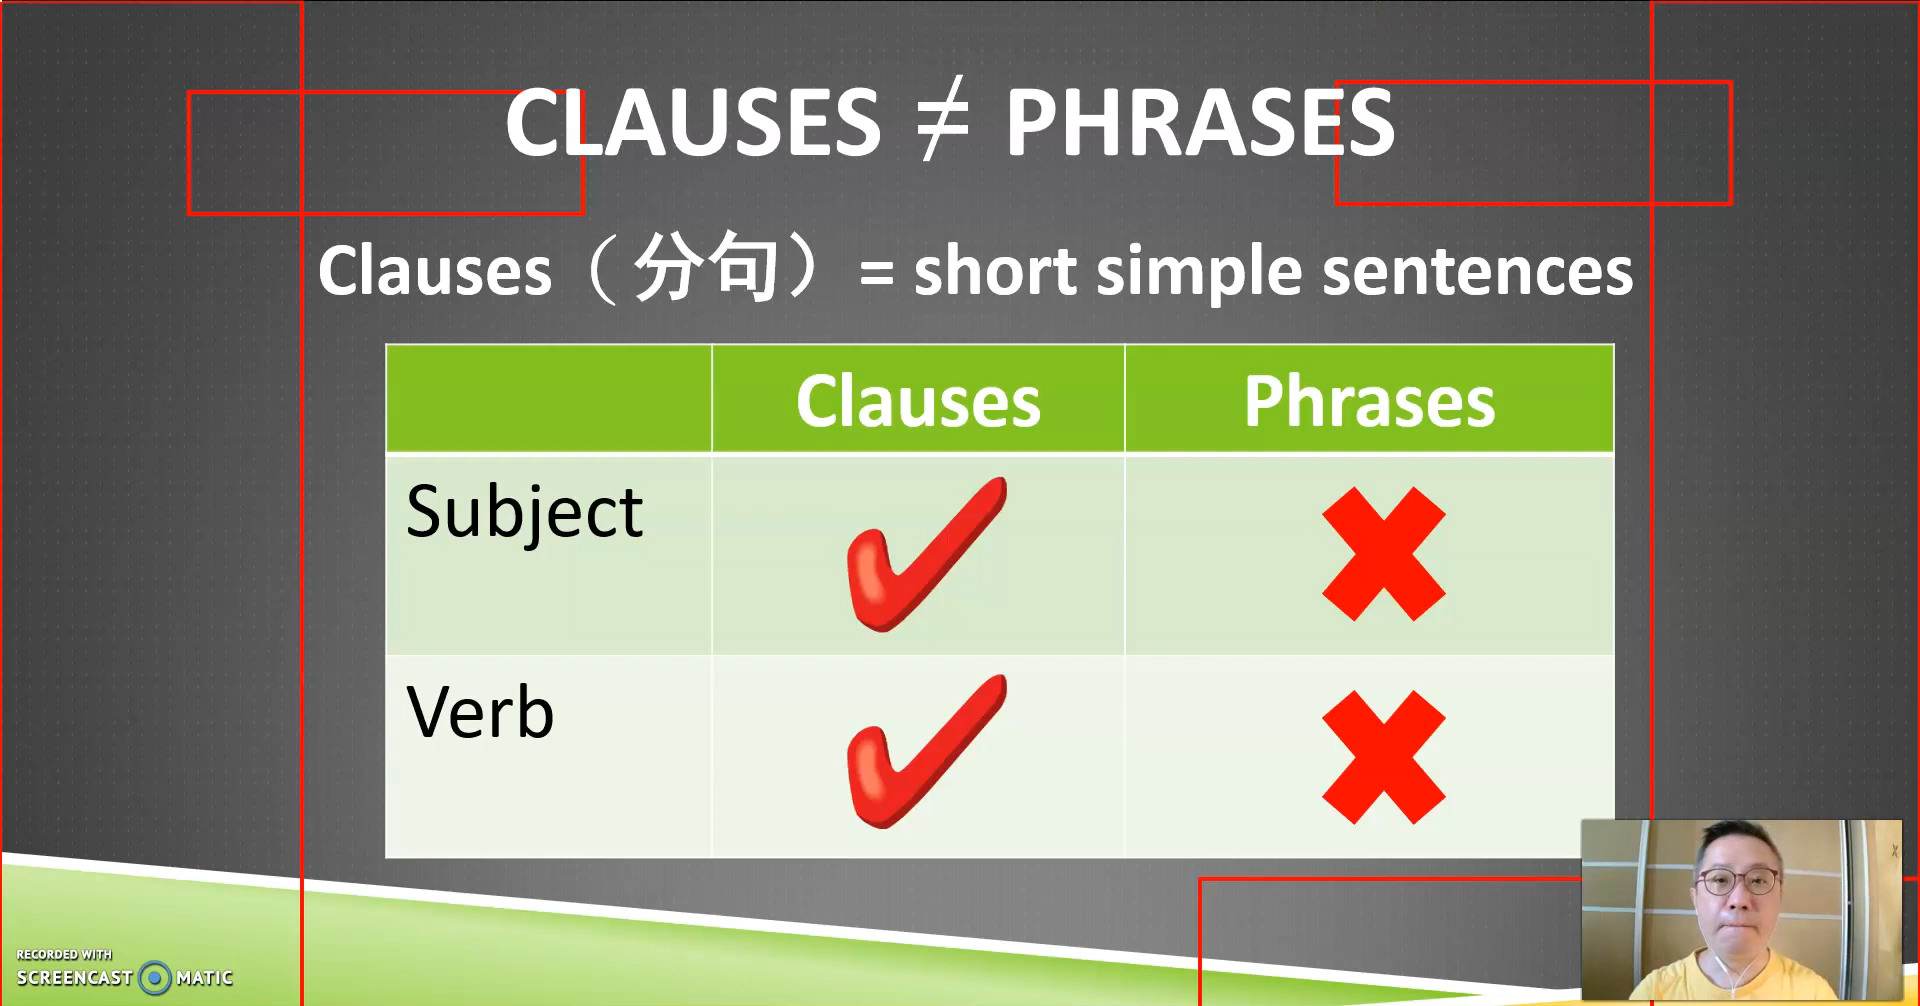 CLAUSES ≠ PHRASES
Clauses（分句）= short simple sentences
Clauses Phrases
Subject
Verb
RECORDED WITH
SCREENCAST MATIC